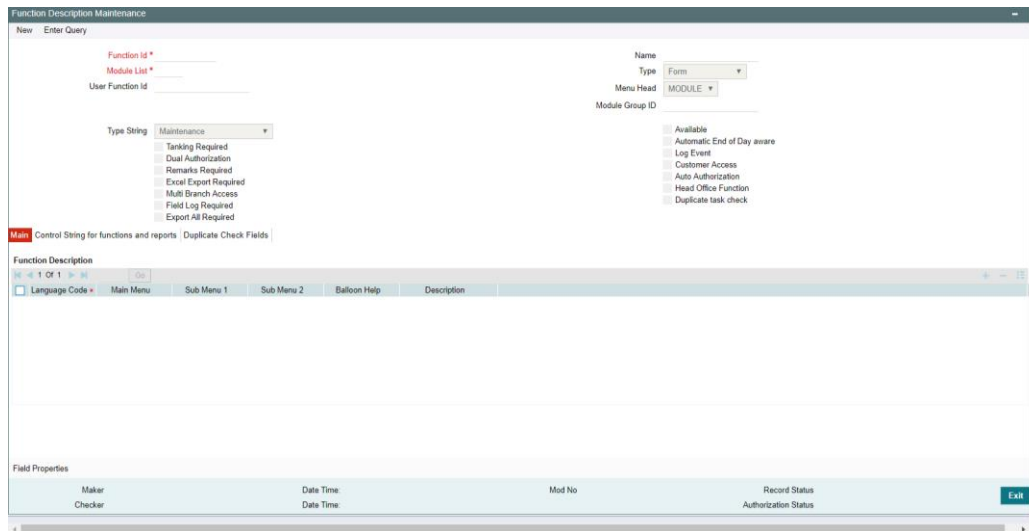 Function Description Maintenance
New Enter Query
Function Id *
Name
Module List *
Type Form
User Function Id
Menu Head MODULE
Module Group ID
Type String Maintenance
Available
Tanking Required
Automatic End of Day aware
Dual Authorization
Log Event
Remarks Required
Customer Access
Excel Export Required
Auto Authorization
Multi Branch Access
Head Office Function
Field Log Required
Duplicate task check
Export All Required
Main Control String for functions and reports Duplicate Check Fields
Function Description
1 Of 1 Go
Language Code * Main Menu Sub Menu 1 Sub Menu 2 Balloon Help Description
Field Properties
Maker Date Time: Mod No Record Status
Checker Date Time: Authorization Status
Exit